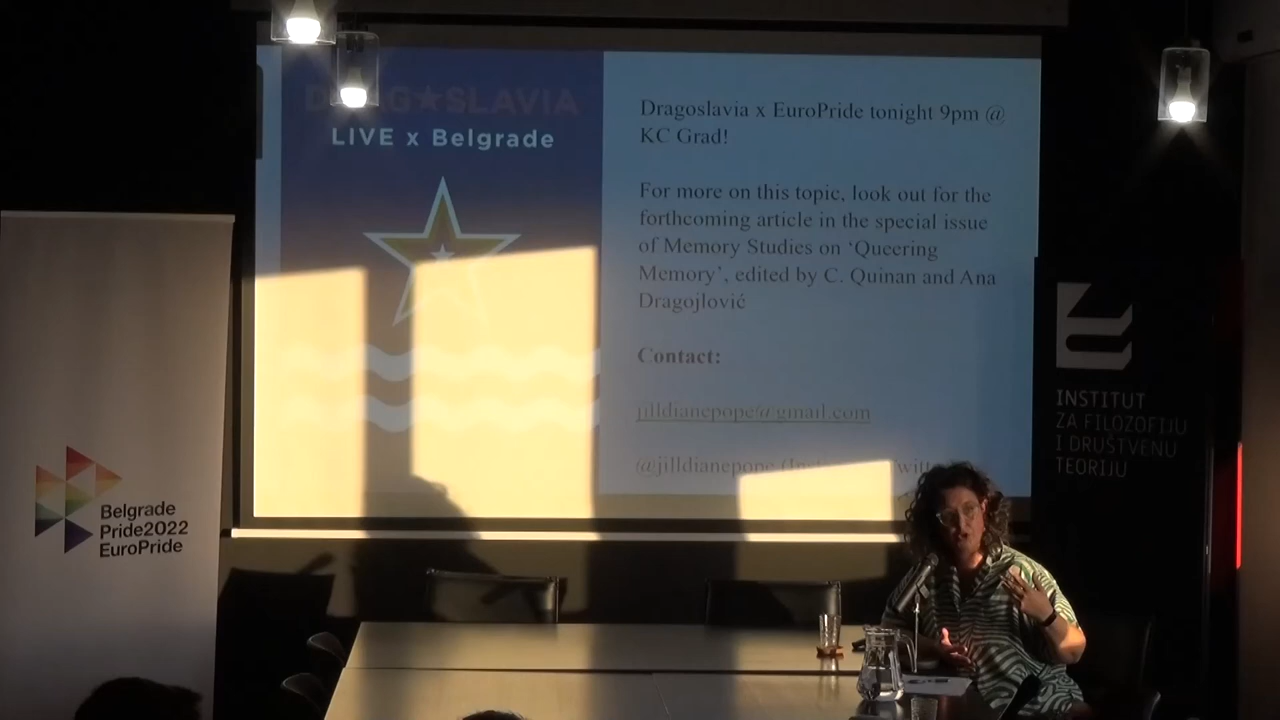 DRAG★SLAVIA
LIVE x Belgrade
Dragoslavia x EuroPride tonight 9pm @
KC Grad!
For more on this topic, look out for the
forthcoming article in the special issue
of Memory Studies on ‘Queering
Memory’, edited by C. Quinan and Ana
Dragojlović
Contact:
jilldianepope@gmail.com
@jilldianepope
Belgrade
Pride2022
EuroPride
INSTITUT
ZA FILOZOFIJU
I DRUŠTVENU
TEORIJU